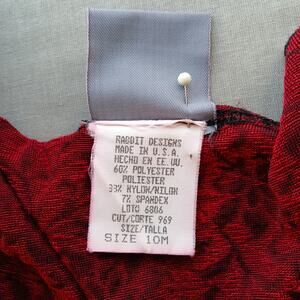 RABBIT DESIGNS
MADE IN U.S.A.
HECHO EN EE.UU.
60% POLYESTER
POLIESTER
33% NYLON/NILON
7% SPANDEX
LOTO 6806
CUT/CORTE 969
SIZE/TALLA
SIZE 10M